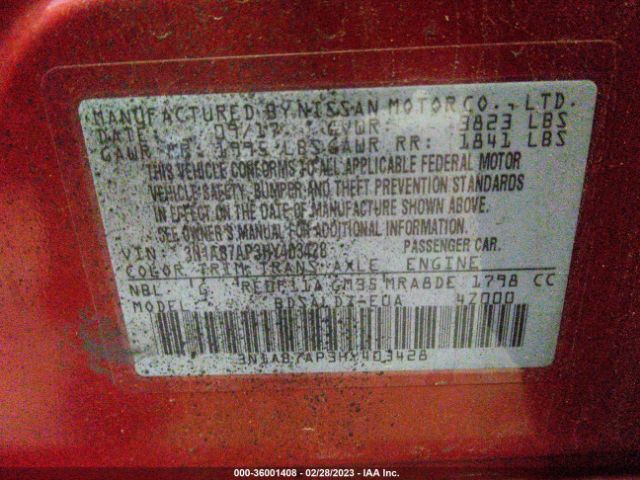 MANUFACTURED BY NISSAN MOTOR CO., LTD.
DATE: 09/17 GVWR: 3823 LBS
GAWR FR: 1995 LBS GAWR RR: 1841 LBS
THIS VEHICLE CONFORMS TO ALL APPLICABLE FEDERAL MOTOR
VEHICLE SAFETY, BUMPER AND THEFT PREVENTION STANDARDS
IN EFFECT ON THE DATE OF MANUFACTURE SHOWN ABOVE.
SEE OWNER'S MANUAL FOR ADDITIONAL INFORMATION.
VIN: 3N1AB7AP3HY403428 PASSENGER CAR.
COLOR TRIM TRANS AXLE ENGINE
NBL G RE0F11A GM35 MRA8DE 1798 CC
MODEL: BDSALDZ-EUA 4Z000
3N1AB7AP3HY403428
000-36001408 - 02/28/2023 - IAA Inc.